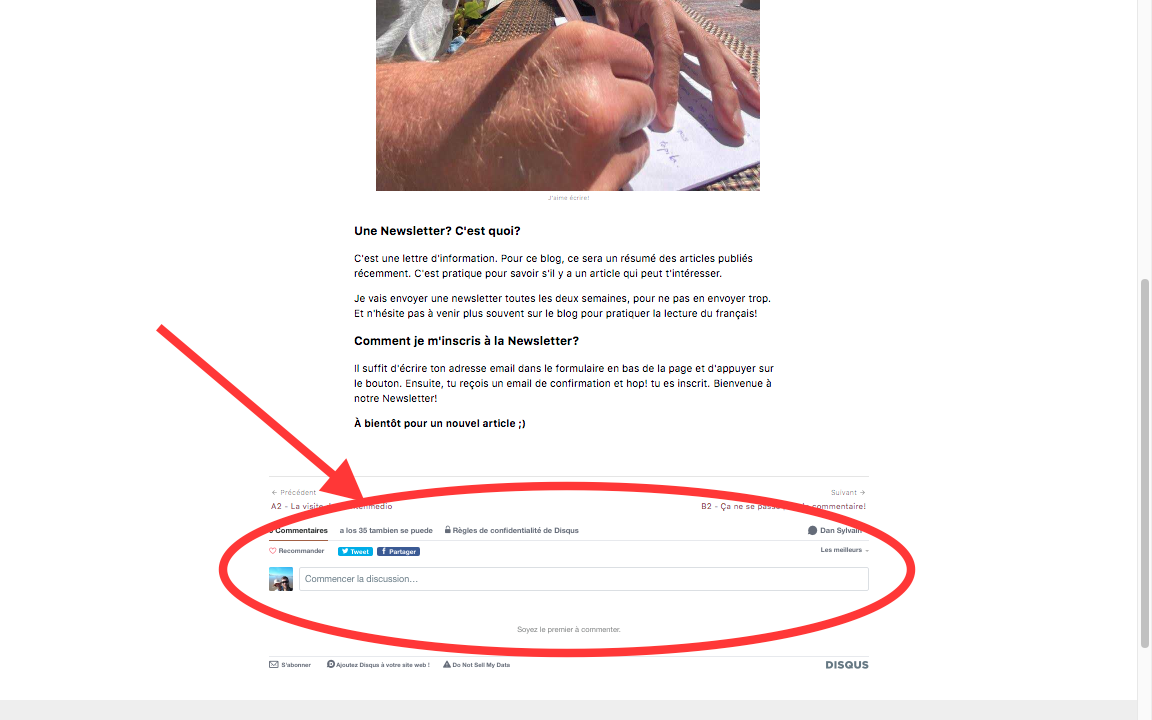 J'aime écrire!
Une Newsletter? C'est quoi?
C'est une lettre d'information. Pour ce blog, ce sera un résumé des articles publiés
récemment. C'est pratique pour savoir s'il y a un article qui peut t'intéresser.
Je vais envoyer une newsletter toutes les deux semaines, pour ne pas en envoyer trop.
Et n'hésite pas à venir plus souvent sur le blog pour pratiquer la lecture du français!
Comment je m'inscris à la Newsletter?
Il suffit d'écrire ton adresse email dans le formulaire en bas de la page et d'appuyer sur
le bouton. Ensuite, tu reçois un email de confirmation et hop! tu es inscrit. Bienvenue à
notre Newsletter!
À bientôt pour un nouvel article ;)
← Précédent Suivant →
A2 - La visite B2 - Ça ne se commentaire!
Commentaires a los 35 tambien se puede Règles de confidentialité de Disqus Dan Sylvain
Recommander Tweet f Partager Les meilleurs
Commencer la discussion...
Soyez le premier à commenter.
S'abonner Ajoutez Disqus à votre site web ! Do Not Sell My Data DISQUS